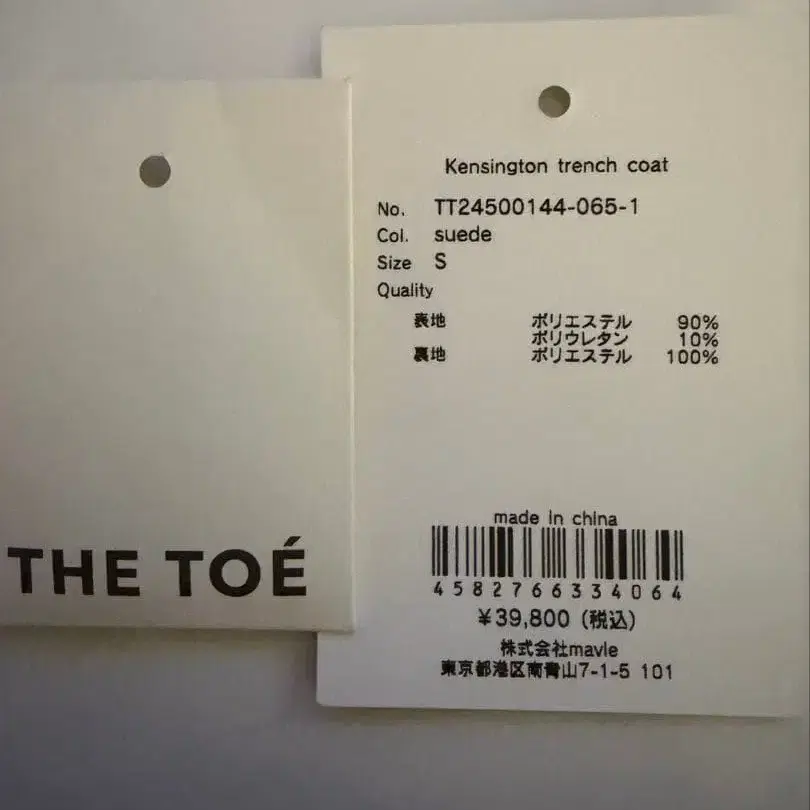 THE TOÉ
Kensington trench coat
No. TT24500144-065-1
Col. suede
Size S
Quality
表地 ポリエステル 90%
ポリウレタン 10%
裏地 ポリエステル 100%
made in china
4582766334064
¥39,800 (税込)
株式会社mavle
東京都港区南青山7-1-5 101